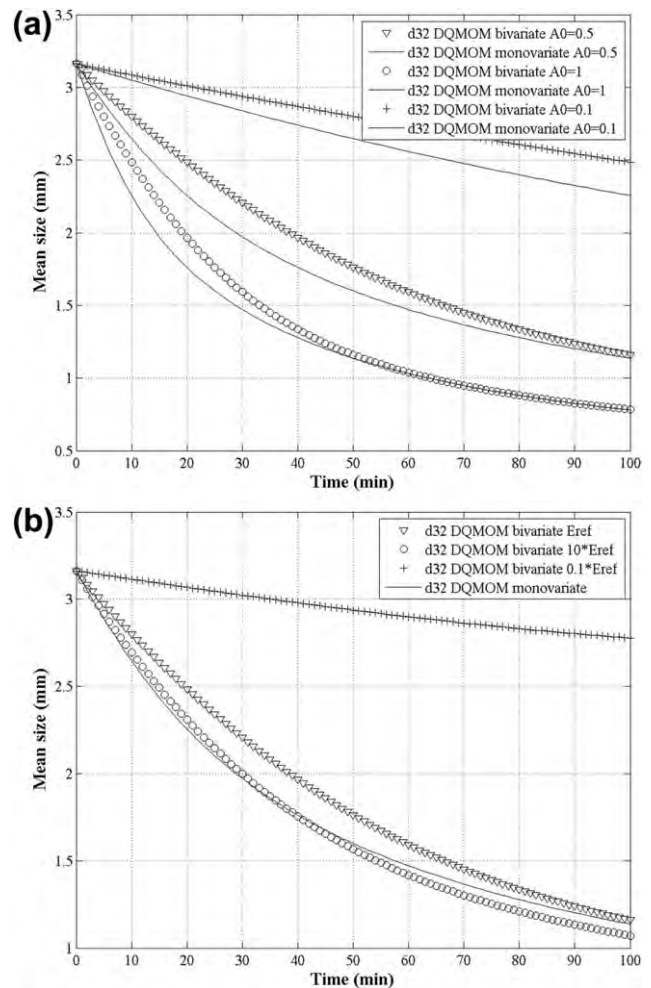 (a)
3.5
3
2.5
2
1.5
1
0.5
Mean size (mm)
d32 DQMOM bivariate A0=0.5
d32 DQMOM monovariate A0=0.5
d32 DQMOM bivariate A0=1
d32 DQMOM monovariate A0=1
d32 DQMOM bivariate A0=0.1
d32 DQMOM monovariate A0=0.1
0 10 20 30 40 50 60 70 80 90 100
Time (min)
(b)
3.5
3
2.5
2
1.5
1
Mean size (mm)
d32 DQMOM bivariate Eref
d32 DQMOM bivariate 10*Eref
d32 DQMOM bivariate 0.1*Eref
d32 DQMOM monovariate
0 10 20 30 40 50 60 70 80 90 100
Time (min)